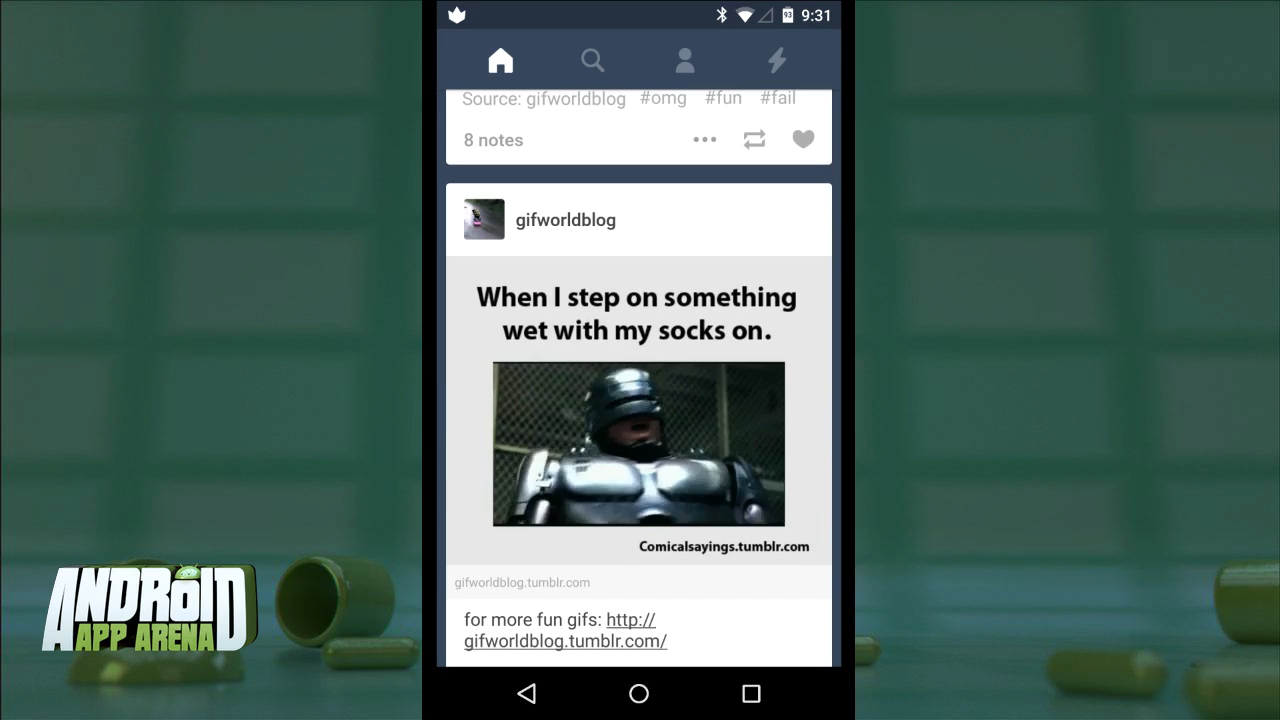 93 9:31
Source: gifworldblog #omg #fun #fail
8 notes
gifworldblog
When I step on something
wet with my socks on.
Comicalsayings.tumblr.com
gifworldblog.tumblr.com
for more fun gifs: http://
gifworldblog.tumblr.com/
ANDROID
APP ARENA